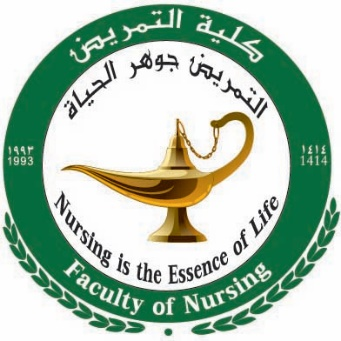 كلية التمريض
التمريض جوهر الحياة
١٩٩٣
1993
١٤١٤
1414
Nursing is the Essence of Life
Faculty of Nursing